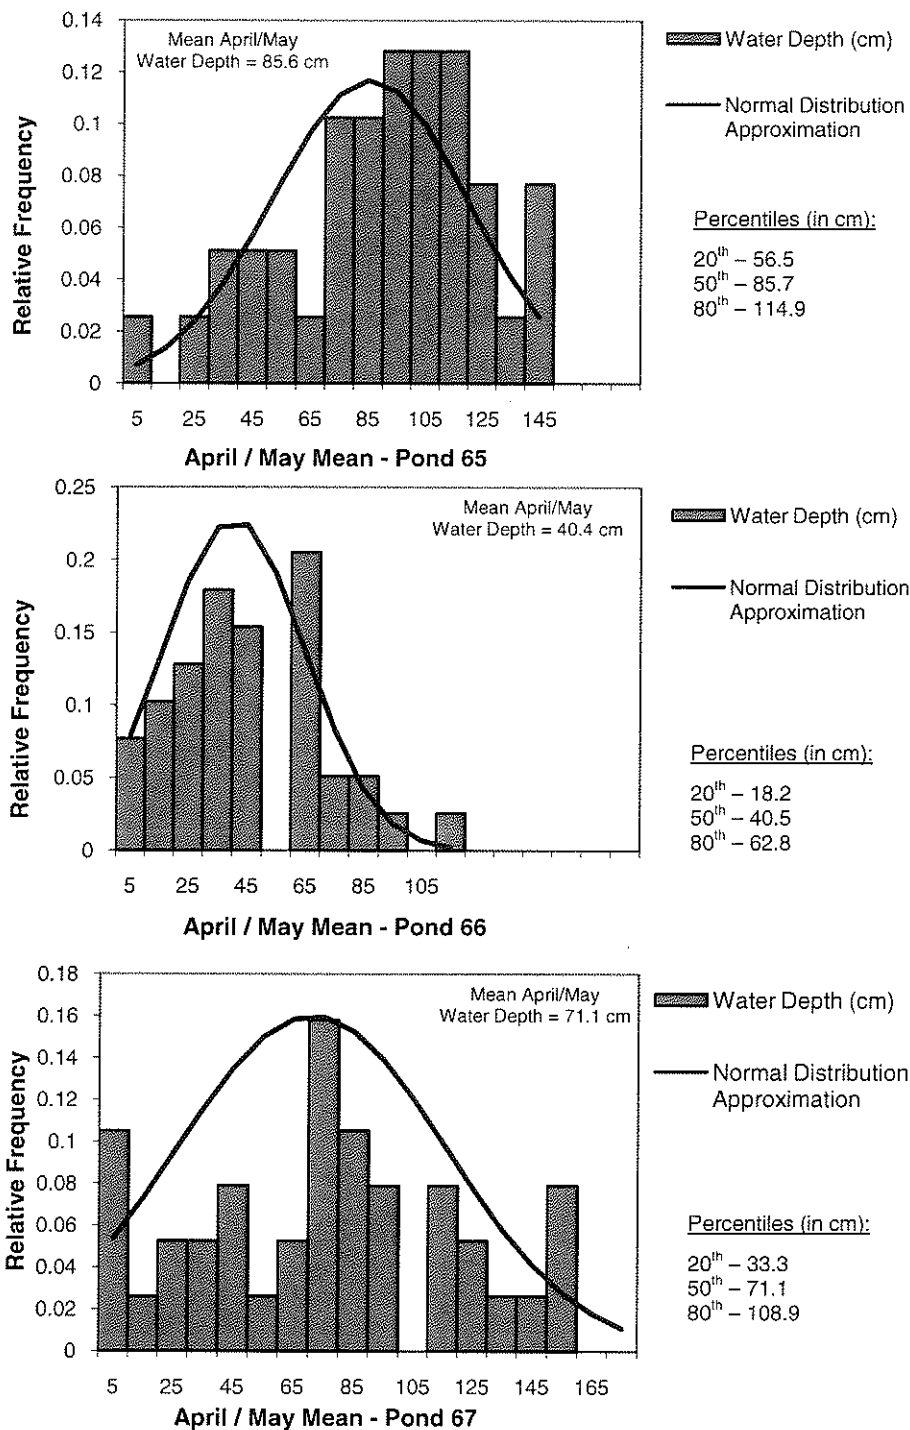 0.14
0.12
0.1
0.08
0.06
0.04
0.02
0
Relative Frequency
Mean April/May
Water Depth = 85.6 cm
5 25 45 65 85 105 125 145
April / May Mean - Pond 65
Water Depth (cm)
Normal Distribution
Approximation
Percentiles (in cm):
20th – 56.5
50th – 85.7
80th – 114.9
0.25
0.2
0.15
0.1
0.05
0
Relative Frequency
Mean April/May
Water Depth = 40.4 cm
5 25 45 65 85 105
April / May Mean - Pond 66
Water Depth (cm)
Normal Distribution
Approximation
Percentiles (in cm):
20th – 18.2
50th – 40.5
80th – 62.8
0.18
0.16
0.14
0.12
0.1
0.08
0.06
0.04
0.02
0
Relative Frequency
Mean April/May
Water Depth = 71.1 cm
5 25 45 65 85 105 125 145 165
April / May Mean - Pond 67
Water Depth (cm)
Normal Distribution
Approximation
Percentiles (in cm):
20th – 33.3
50th – 71.1
80th – 108.9